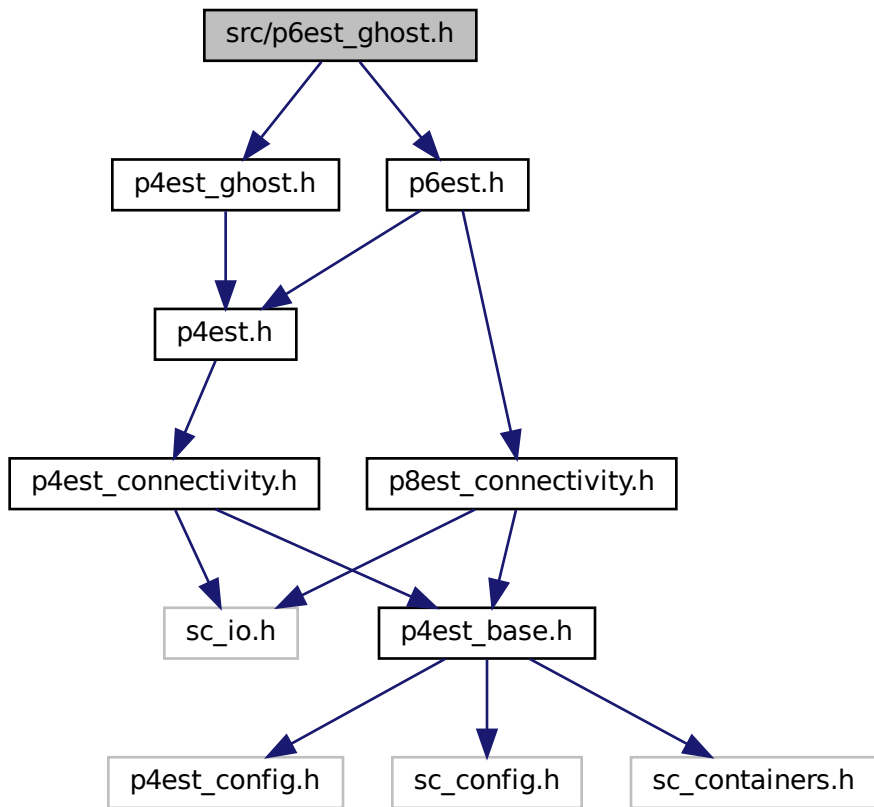 src/p6est_ghost.h
p4est_ghost.h
p6est.h
p4est.h
p4est_connectivity.h
p8est_connectivity.h
sc_io.h
p4est_base.h
p4est_config.h
sc_config.h
sc_containers.h